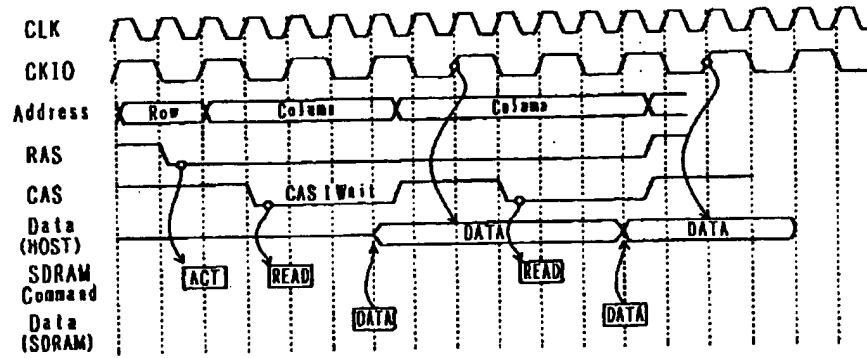 CLK
CKIO
Address Row Column Column
RAS
CAS CAS 1 Wait
Data
(HOST) DATA DATA
SDRAM
Command ACT READ READ
Data
(SDRAM) DATA DATA